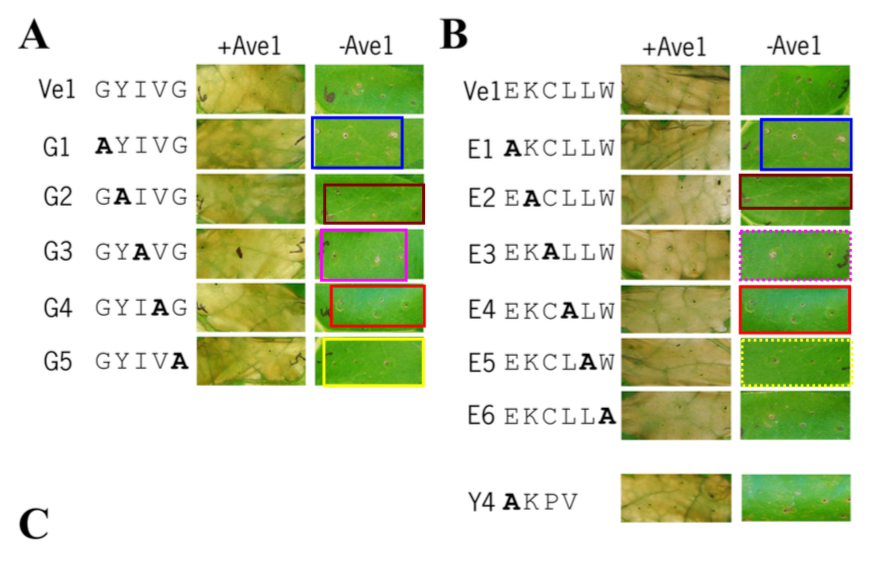 A
+Ave1 -Ave1
Ve1 GYIVG
G1 AYIVG
G2 GAIVG
G3 GYAVG
G4 GYIAG
G5 GYIVA
B
+Ave1 -Ave1
Ve1 EKCLLW
E1 AKCLLW
E2 EACLLW
E3 EKALLW
E4 EKCALW
E5 EKCLAW
E6 EKCLLA
Y4 AKPV
C